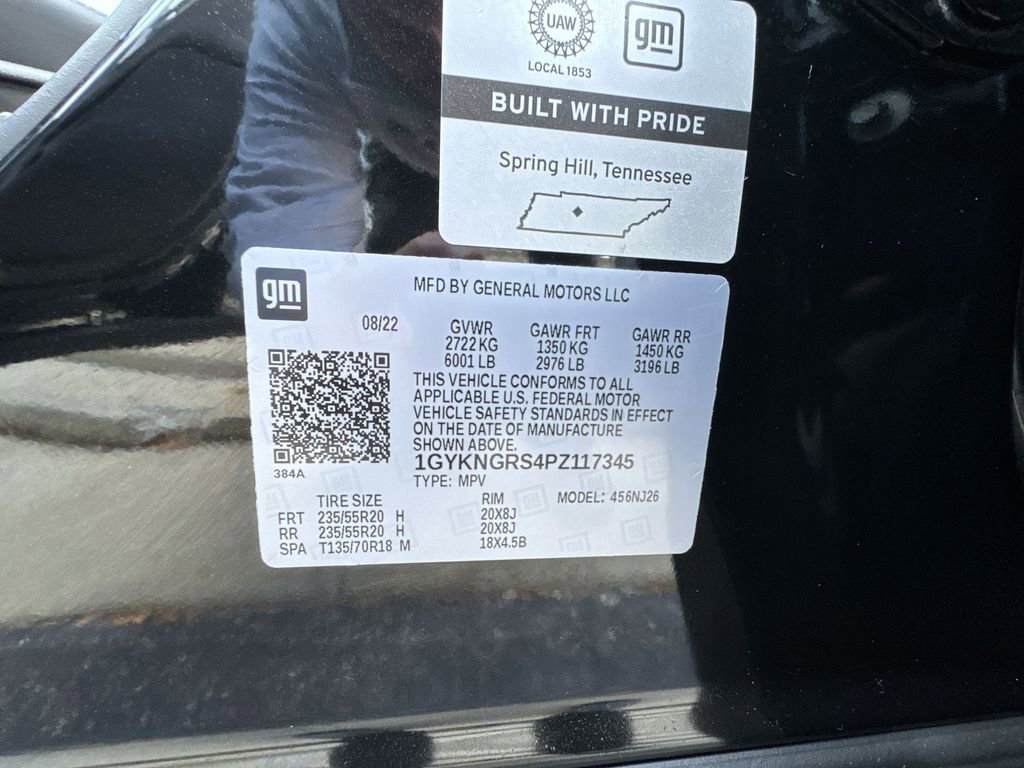 UAW
gm
LOCAL 1853
BUILT WITH PRIDE
Spring Hill, Tennessee
gm
MFD BY GENERAL MOTORS LLC
08/22 GVWR GAWR FRT GAWR RR
2722 KG 1350 KG 1450 KG
6001 LB 2976 LB 3196 LB
THIS VEHICLE CONFORMS TO ALL
APPLICABLE U.S. FEDERAL MOTOR
VEHICLE SAFETY STANDARDS IN EFFECT
ON THE DATE OF MANUFACTURE
SHOWN ABOVE.
384A
1GYKNGRS4PZ117345
TYPE: MPV
TIRE SIZE RIM MODEL: 456NJ26
FRT 235/55R20 H 20X8J
RR 235/55R20 H 20X8J
SPA T135/70R18 M 18X4.5B